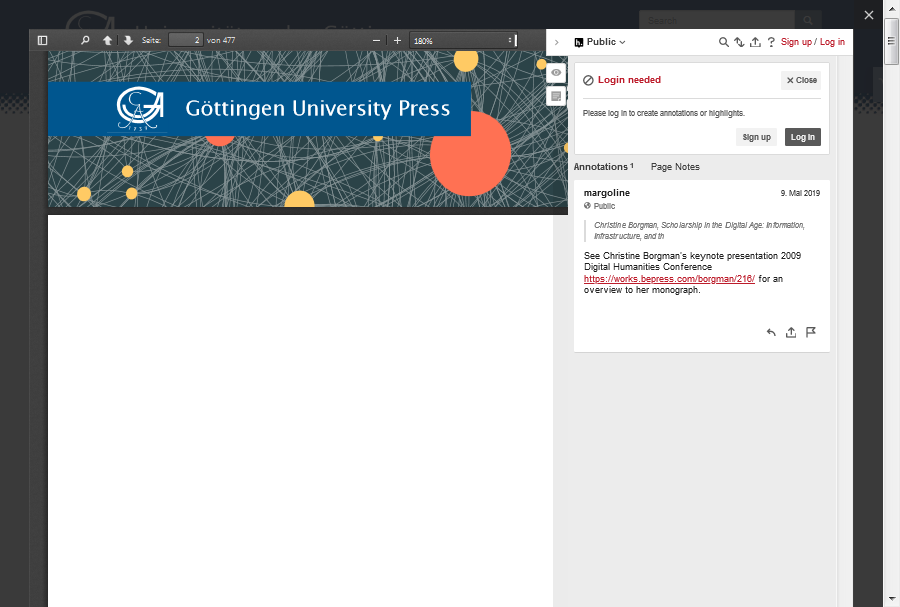 Search
Seite: 2 von 477
180%
h. Public
? Sign up / Log in
Göttingen University Press
1737
Login needed
Close
Please log in to create annotations or highlights.
Sign up
Log in
Annotations 1
Page Notes
margoline
9. Mai 2019
Public
Christine Borgman, Scholarship in the Digital Age: Information,
Infrastructure, and th
See Christine Borgman's keynote presentation 2009
Digital Humanities Conference
https://works.bepress.com/borgman/216/ for an
overview to her monograph.